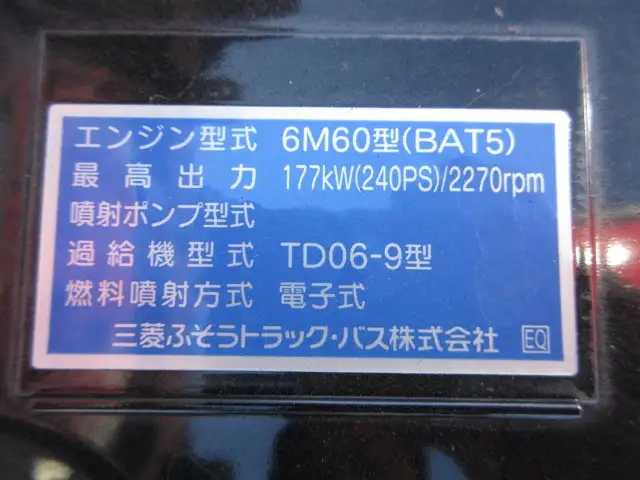 エンジン型式 6M60型(BAT5)
最高出力 177kW(240PS)/2270rpm
噴射ポンプ型式
過給機型式 TD06-9型
燃料噴射方式 電子式
三菱ふそうトラック・バス株式会社 EQ